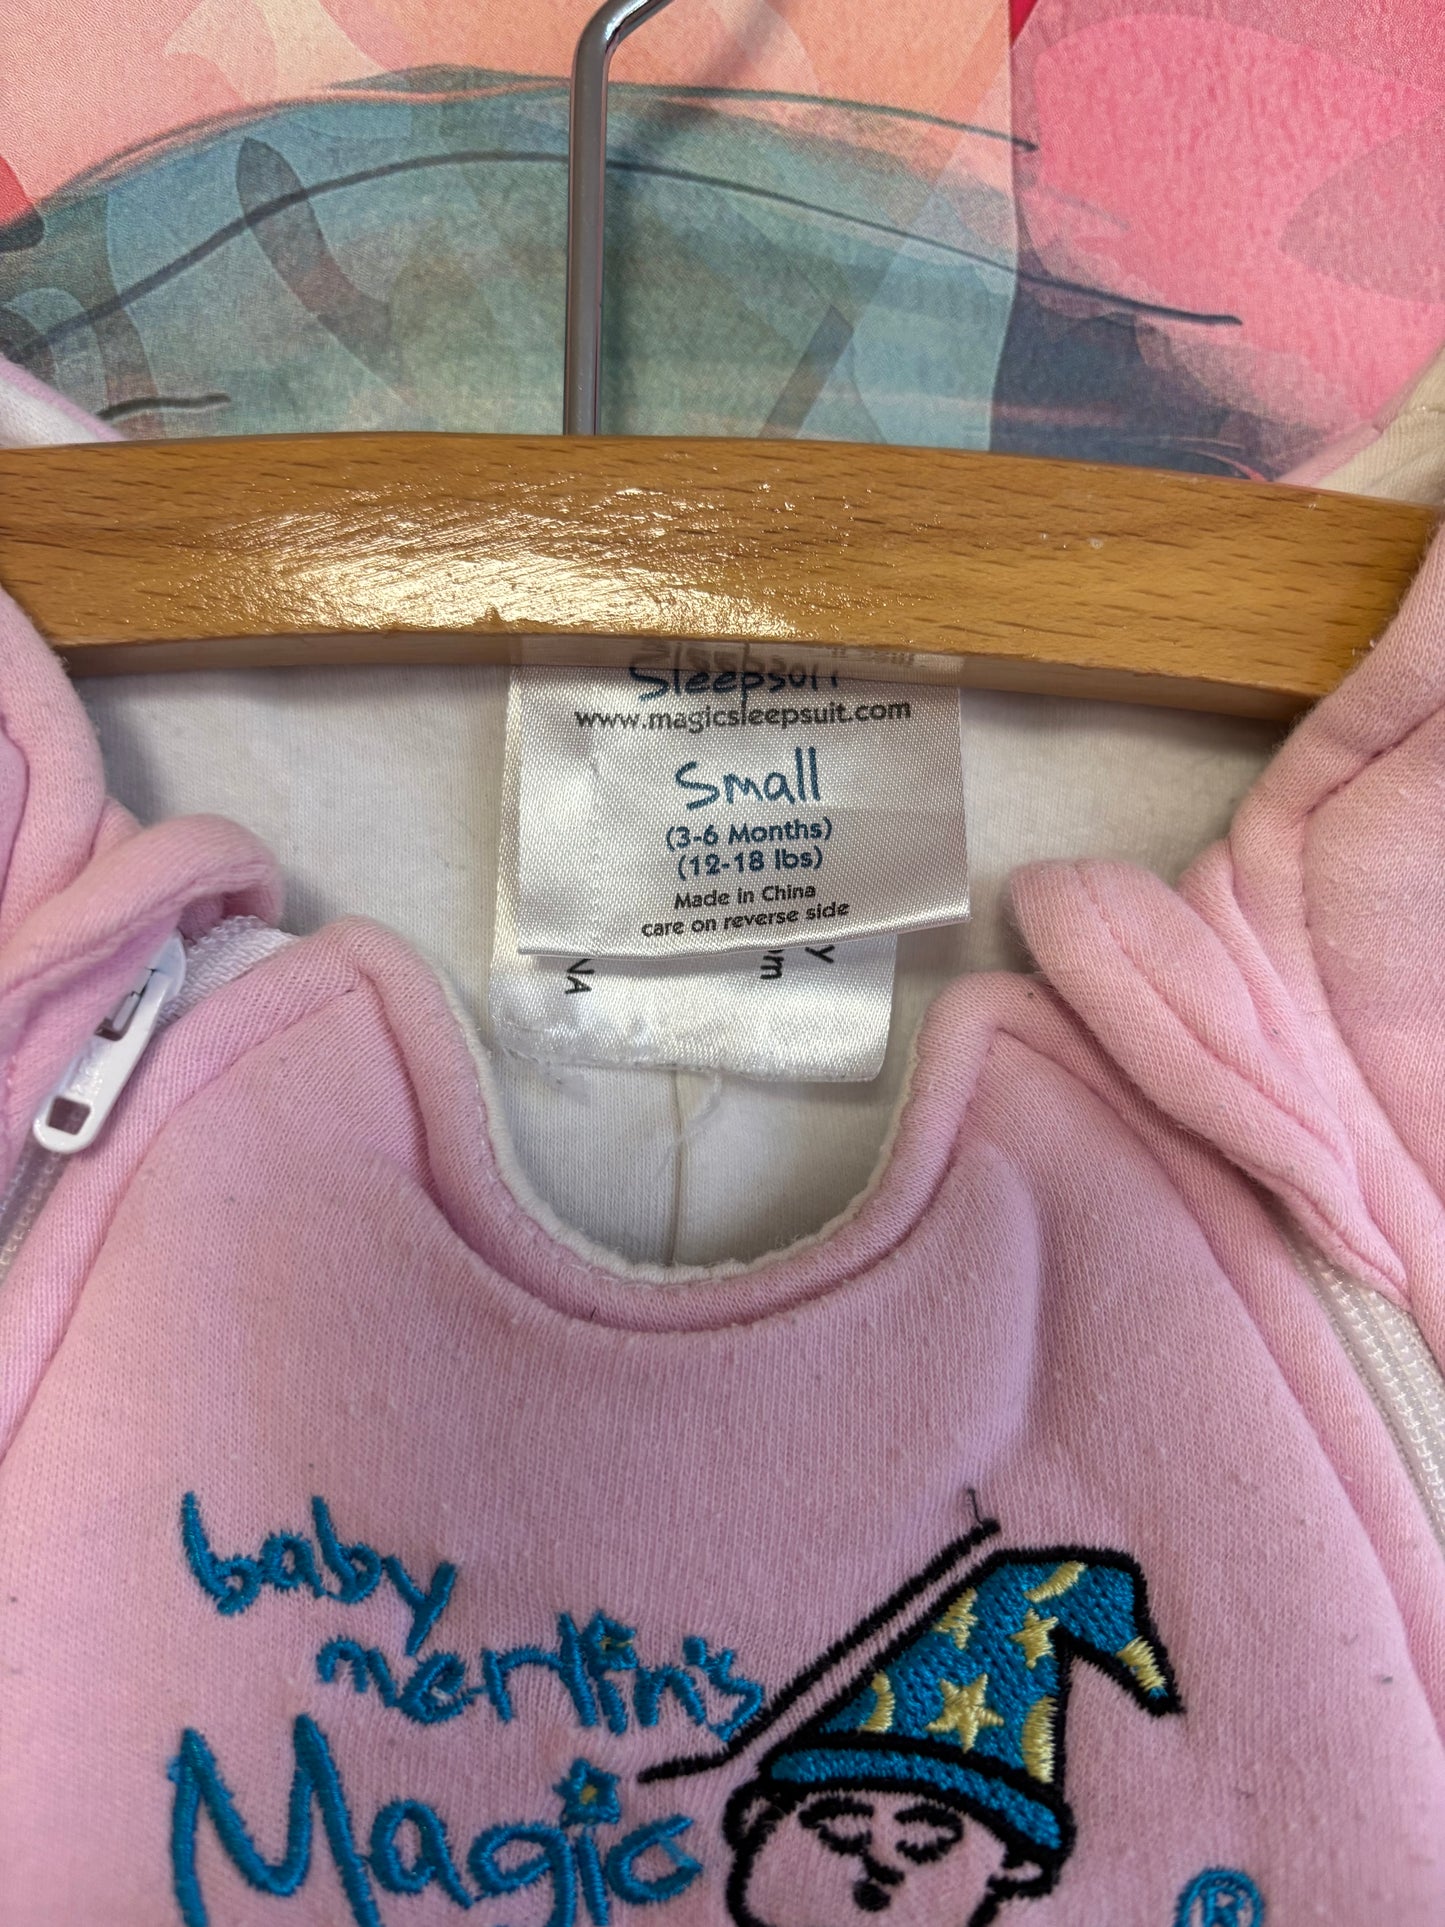 Sleepsuit
www.magicsleepsuit.com
Small
(3-6 Months)
(12-18 lbs)
Made in China
care on reverse side
baby
merlin's
Magic
®